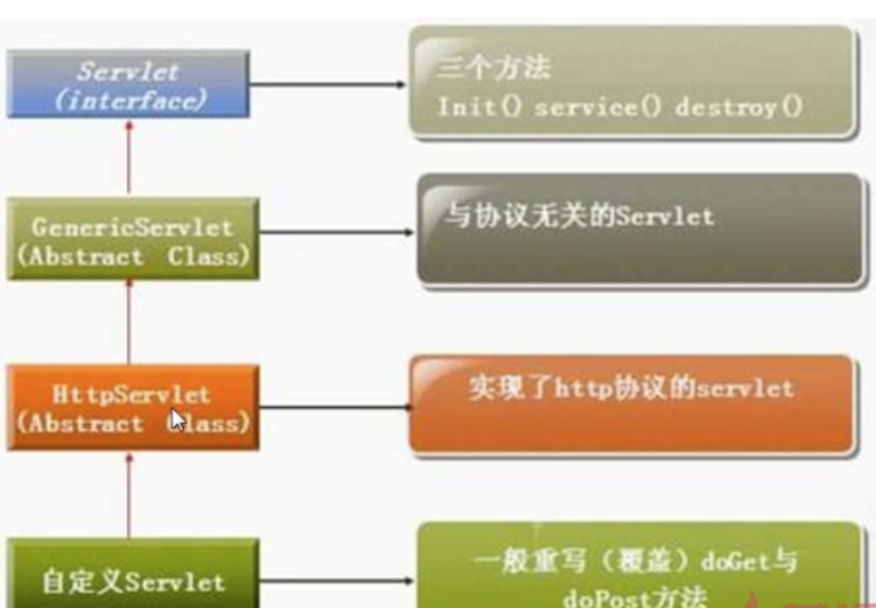 Servlet
(interface)
三个方法
Init() service() destroy()
GenericServlet
(Abstract Class)
与协议无关的Servlet
HttpServlet
(Abstract Class)
实现了http协议的servlet
自定义Servlet
一般重写（覆盖）doGet与
doPost方法